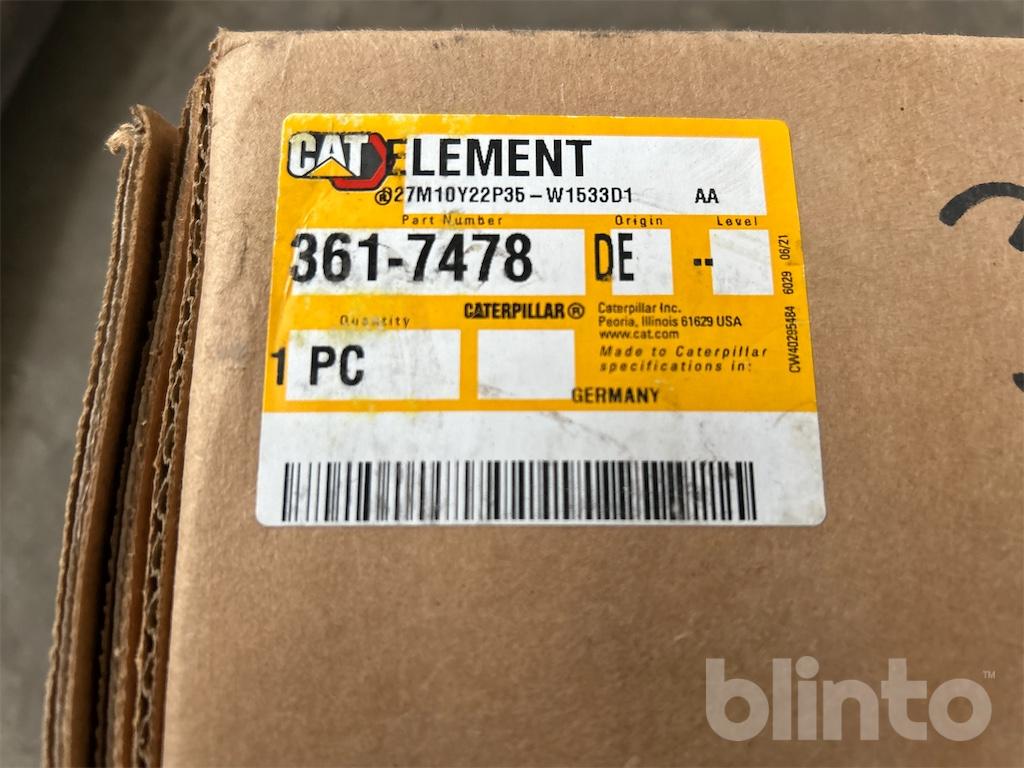 CAT ELEMENT
®27M10Y22P35-W1533D1 AA
Part Number Origin Level
361-7478 DE --
CATERPILLAR®
Caterpillar Inc.
Peoria, Illinois 61629 USA
www.cat.com
Quantity
1 PC
Made to Caterpillar
specifications in:
GERMANY
CW40295484 6029 06/21
blinto™